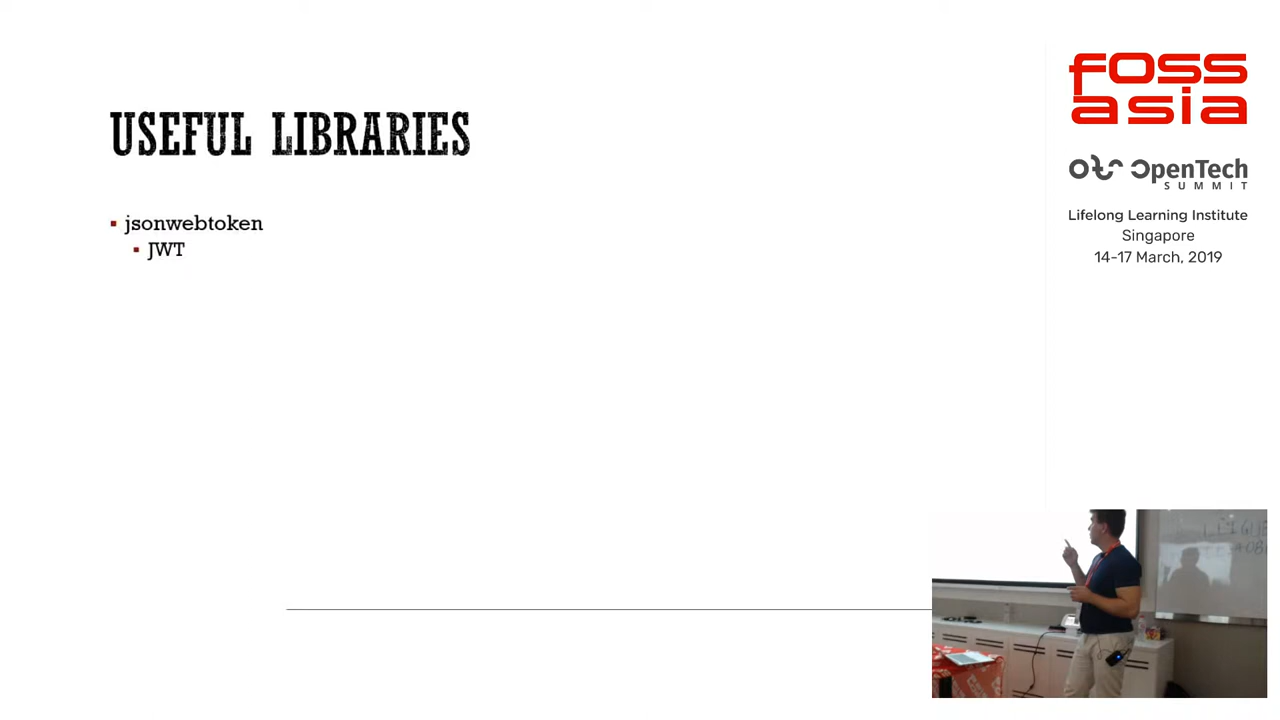 USEFUL LIBRARIES
jsonwebtoken
JWT
foss
asia
OpenTech
SUMMIT
Lifelong Learning Institute
Singapore
14-17 March, 2019